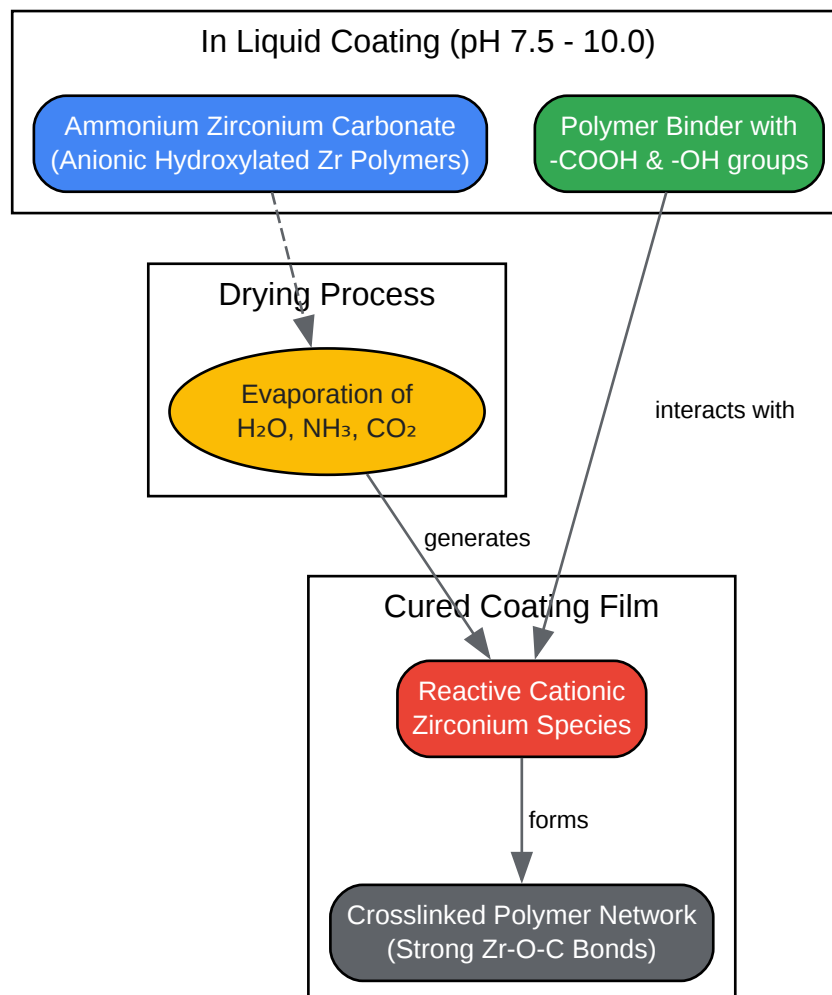 In Liquid Coating (pH 7.5 - 10.0)
Ammonium Zirconium Carbonate
(Anionic Hydroxylated Zr Polymers)
Polymer Binder with
-COOH & -OH groups
Drying Process
Evaporation of
H₂O, NH₃, CO₂
interacts with
generates
Cured Coating Film
Reactive Cationic
Zirconium Species
forms
Crosslinked Polymer Network
(Strong Zr-O-C Bonds)